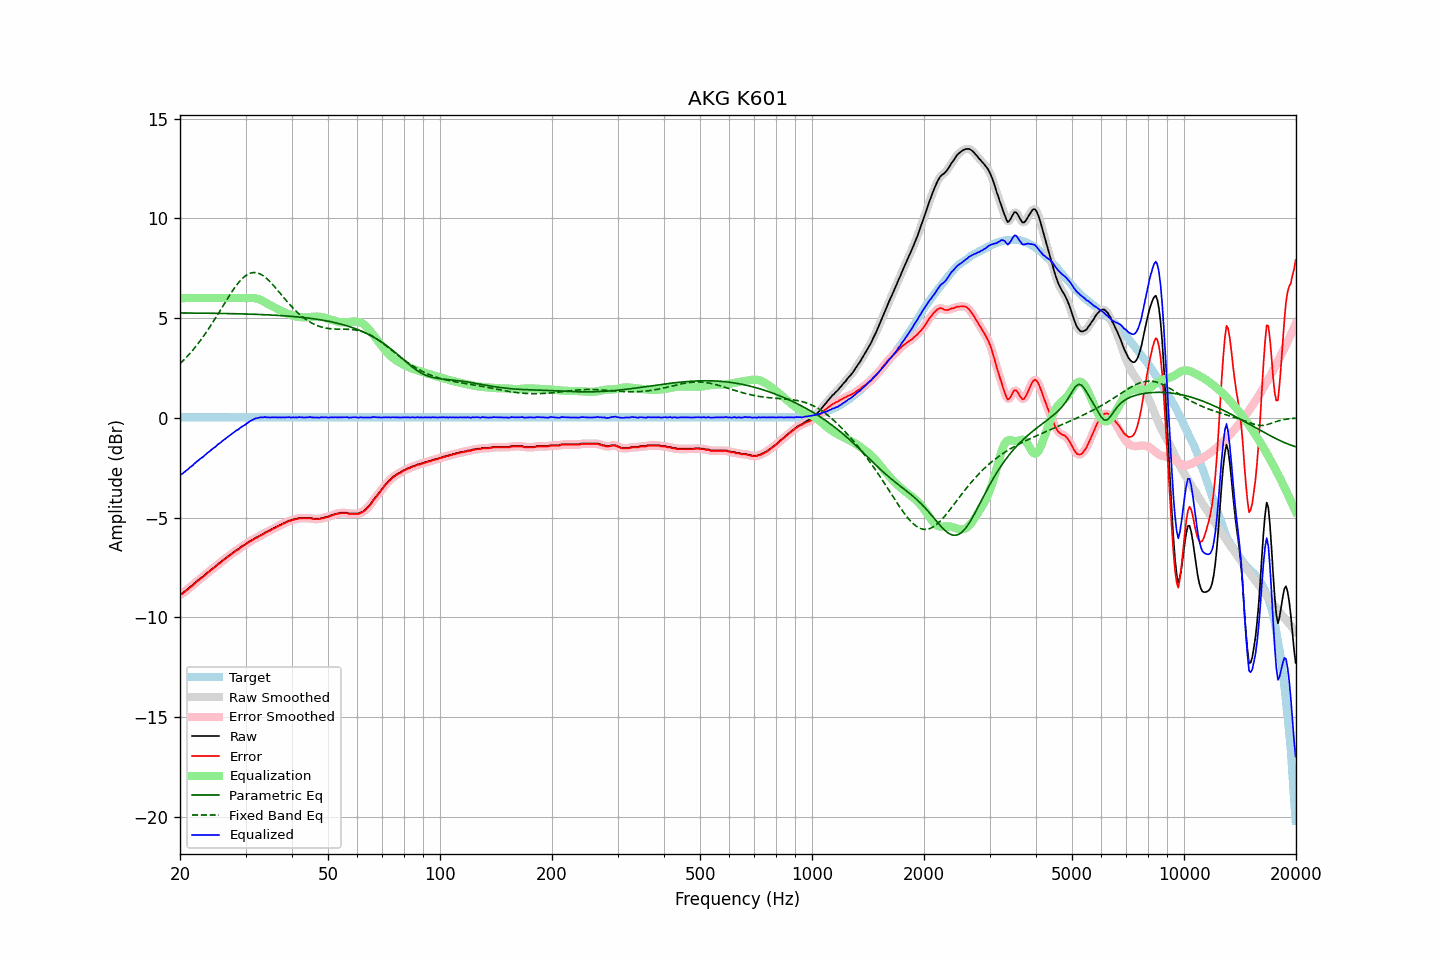 AKG K601
15
10
5
0
−5
−10
−15
−20
Amplitude (dBr)
Target
Raw Smoothed
Error Smoothed
Raw
Error
Equalization
Parametric Eq
Fixed Band Eq
Equalized
20
50
100
200
500
1000
2000
5000
10000
20000
Frequency (Hz)